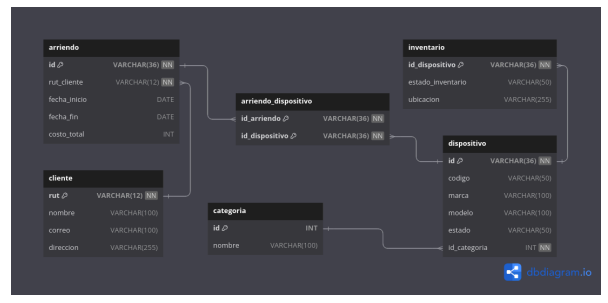 arriendo
id VARCHAR(36) NN
rut_cliente VARCHAR(12) NN
fecha_inicio DATE
fecha_fin DATE
costo_total INT
cliente
rut VARCHAR(12) NN
nombre VARCHAR(100)
correo VARCHAR(100)
direccion VARCHAR(255)
arriendo_dispositivo
id_arriendo VARCHAR(36) NN
id_dispositivo VARCHAR(36) NN
categoria
id INT
nombre VARCHAR(100)
inventario
id_dispositivo VARCHAR(36) NN
estado_inventario VARCHAR(50)
ubicacion VARCHAR(255)
dispositivo
id VARCHAR(36) NN
codigo VARCHAR(50)
marca VARCHAR(100)
modelo VARCHAR(100)
estado VARCHAR(50)
id_categoria INT NN
dbdiagram.io